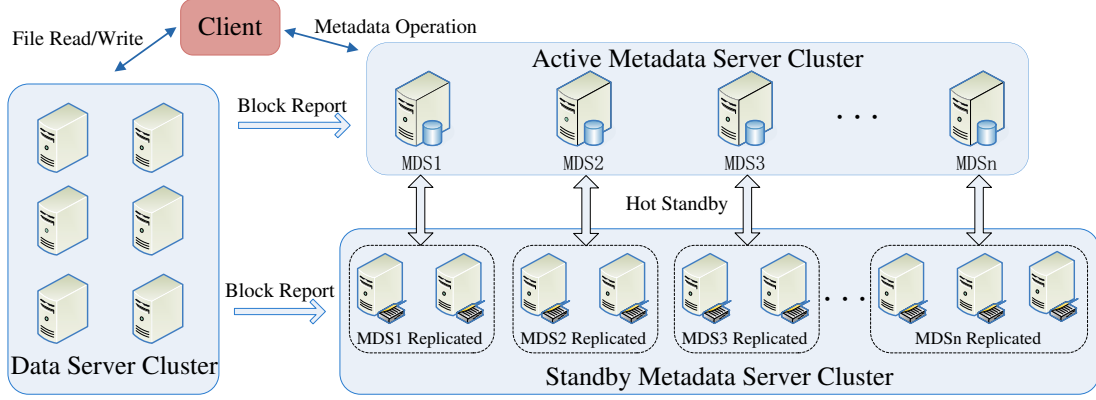 Client
File Read/Write
Metadata Operation
Active Metadata Server Cluster
Block Report
MDS1
MDS2
MDS3
. . .
MDSn
Hot Standby
Block Report
MDS1 Replicated
MDS2 Replicated
MDS3 Replicated
. . .
MDSn Replicated
Data Server Cluster
Standby Metadata Server Cluster